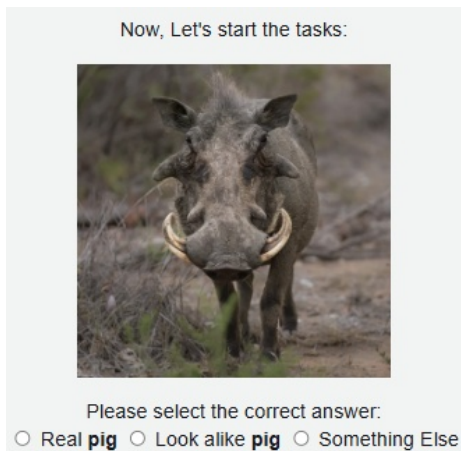 Now, Let's start the tasks:
Please select the correct answer:
Real pig Look alike pig Something Else